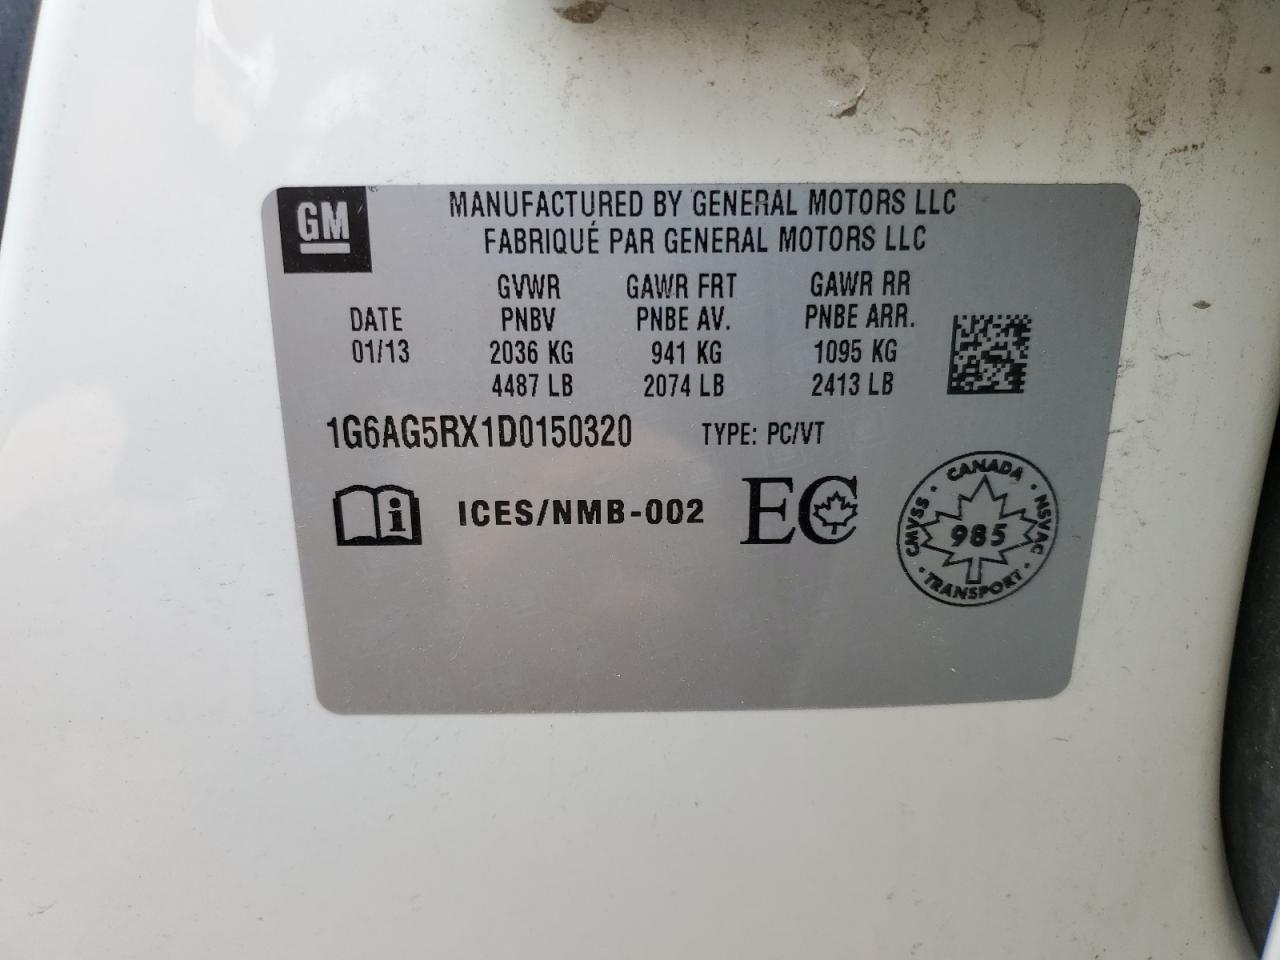 GM
MANUFACTURED BY GENERAL MOTORS LLC
FABRIQUÉ PAR GENERAL MOTORS LLC
GVWR GAWR FRT GAWR RR
DATE PNBV PNBE AV. PNBE ARR.
01/13 2036 KG 941 KG 1095 KG
4487 LB 2074 LB 2413 LB
1G6AG5RX1D0150320 TYPE: PC/VT
i ICES/NMB-002 EC
CANADA
CMVSS · NSVAC
985
· TRANSPORT ·